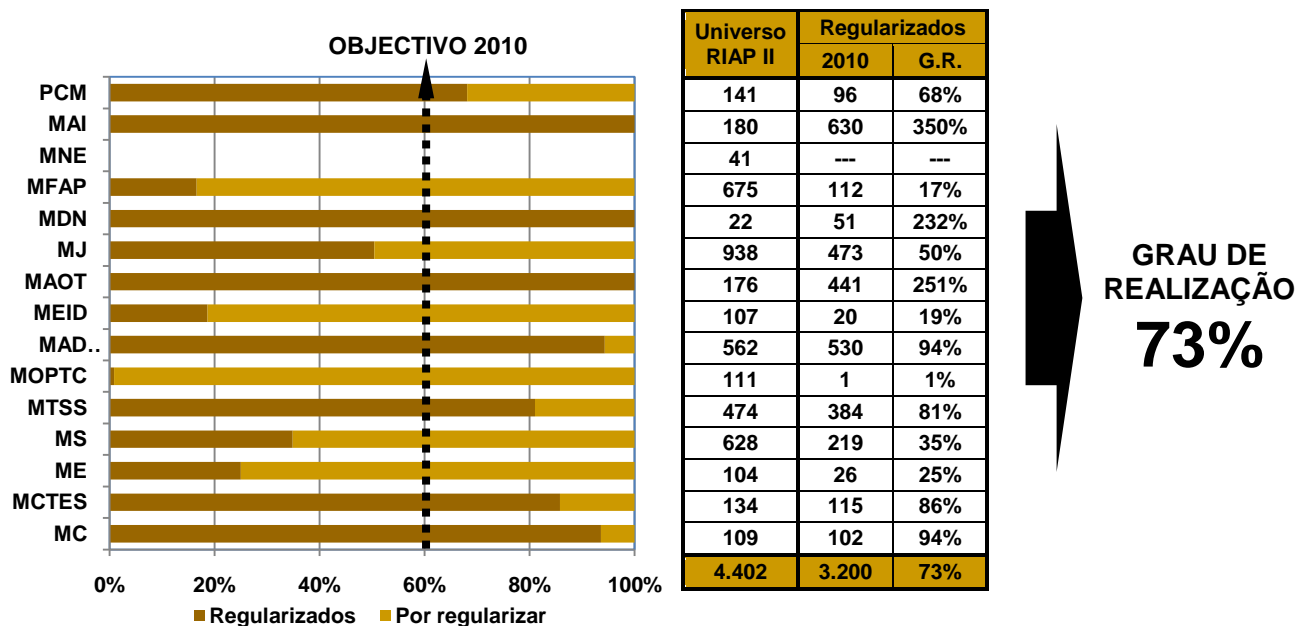 OBJECTIVO 2010
PCM
MAI
MNE
MFAP
MDN
MJ
MAOT
MEID
MAD..
MOPTC
MTSS
MS
ME
MCTES
MC
0% 20% 40% 60% 80% 100%
Regularizados Por regularizar
Universo RIAP II Regularizados
2010 G.R.
141 96 68%
180 630 350%
41 --- ---
675 112 17%
22 51 232%
938 473 50%
176 441 251%
107 20 19%
562 530 94%
111 1 1%
474 384 81%
628 219 35%
104 26 25%
134 115 86%
109 102 94%
4.402 3.200 73%
GRAU DE
REALIZAÇÃO
73%